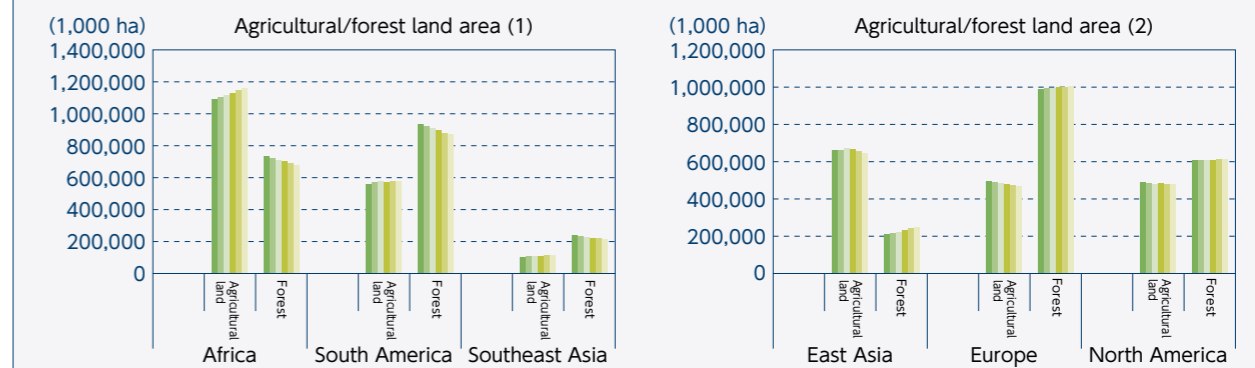 (1,000 ha)
Agricultural/forest land area (1)
1,400,000
1,200,000
1,000,000
800,000
600,000
400,000
200,000
0
Agricultural
land
Forest
Agricultural
land
Forest
Agricultural
land
Forest
Africa
South America
Southeast Asia
(1,000 ha)
Agricultural/forest land area (2)
1,200,000
1,000,000
800,000
600,000
400,000
200,000
0
Agricultural
land
Forest
Agricultural
land
Forest
Agricultural
land
Forest
East Asia
Europe
North America